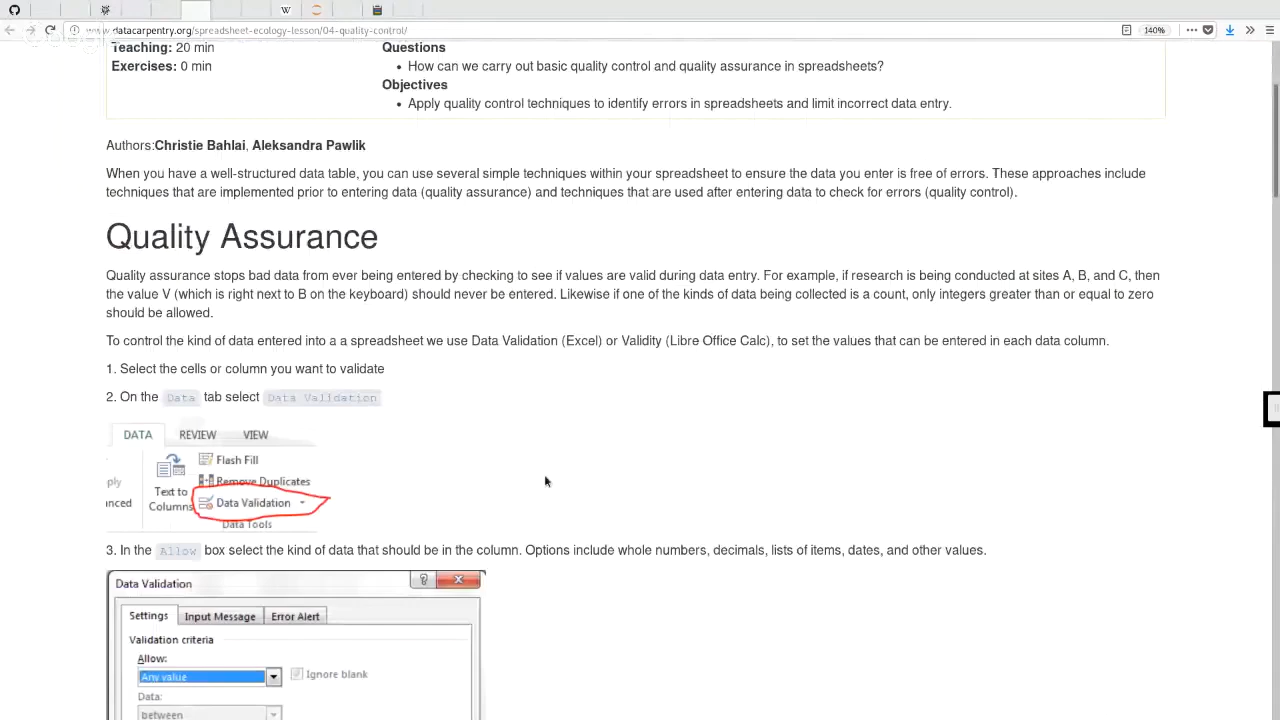 www.datacarpentry.org/spreadsheet-ecology-lesson/04-quality-control/
140%
Teaching: 20 min
Exercises: 0 min
Questions
• How can we carry out basic quality control and quality assurance in spreadsheets?
Objectives
• Apply quality control techniques to identify errors in spreadsheets and limit incorrect data entry.
Authors:Christie Bahlai, Aleksandra Pawlik
When you have a well-structured data table, you can use several simple techniques within your spreadsheet to ensure the data you enter is free of errors. These approaches include
techniques that are implemented prior to entering data (quality assurance) and techniques that are used after entering data to check for errors (quality control).
Quality Assurance
Quality assurance stops bad data from ever being entered by checking to see if values are valid during data entry. For example, if research is being conducted at sites A, B, and C, then
the value V (which is right next to B on the keyboard) should never be entered. Likewise if one of the kinds of data being collected is a count, only integers greater than or equal to zero
should be allowed.
To control the kind of data entered into a a spreadsheet we use Data Validation (Excel) or Validity (Libre Office Calc), to set the values that can be entered in each data column.
1. Select the cells or column you want to validate
2. On the Data tab select Data Validation
DATA REVIEW VIEW
Flash Fill
ply
Remove Duplicates
Text to
Columns
nced
Data Validation
Data Tools
3. In the Allow box select the kind of data that should be in the column. Options include whole numbers, decimals, lists of items, dates, and other values.
Data Validation
?
Settings Input Message Error Alert
Validation criteria
Allow:
Any value
Ignore blank
Data:
between